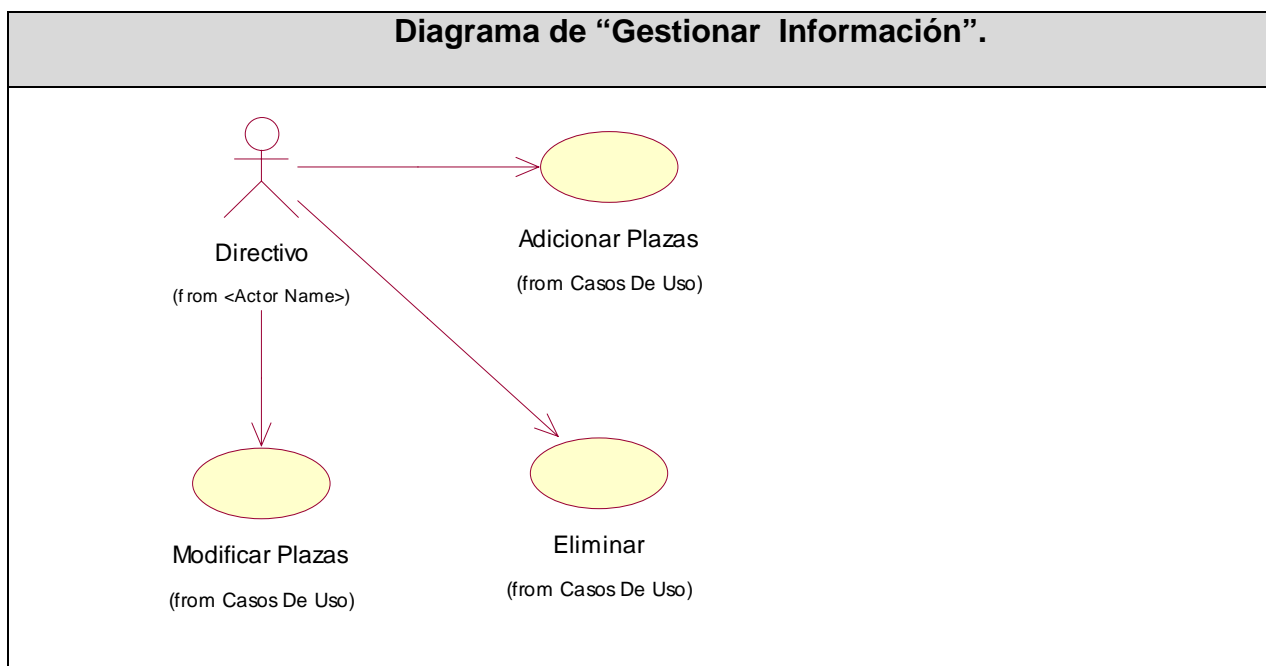 Diagrama de “Gestionar  Información”.
Directivo
(from <Actor Name>)
Adicionar Plazas
(from Casos De Uso)
Modificar Plazas
(from Casos De Uso)
Eliminar
(from Casos De Uso)